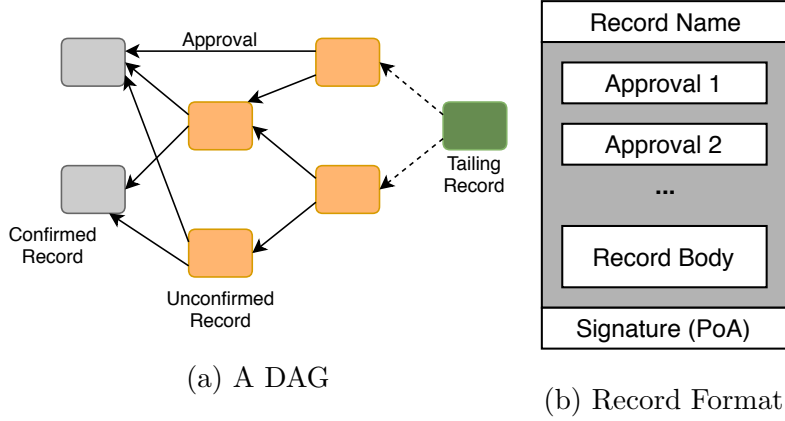 Approval
Tailing
Record
Confirmed
Record
Unconfirmed
Record
(a) A DAG
Record Name
Approval 1
Approval 2
...
Record Body
Signature (PoA)
(b) Record Format